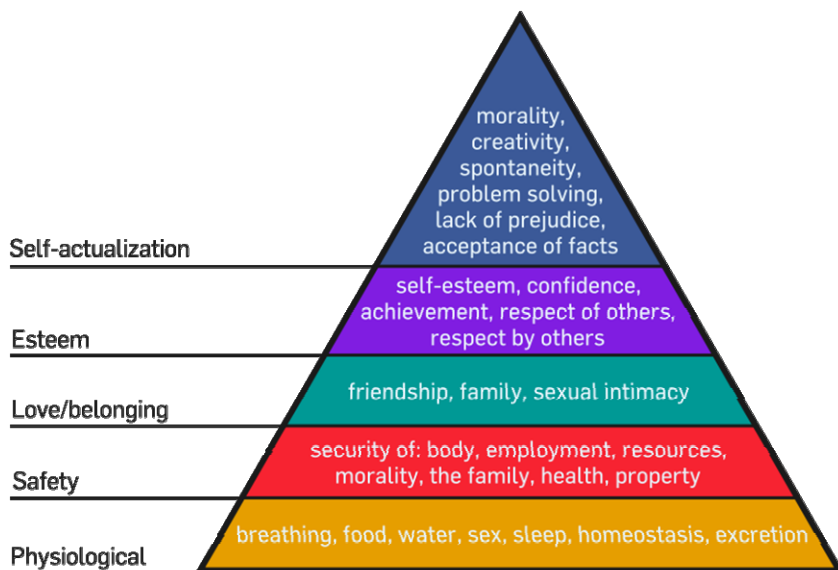 morality,
creativity,
spontaneity,
problem solving,
lack of prejudice,
acceptance of facts
Self-actualization
self-esteem, confidence,
achievement, respect of others,
respect by others
Esteem
friendship, family, sexual intimacy
Love/belonging
security of: body, employment, resources,
morality, the family, health, property
Safety
breathing, food, water, sex, sleep, homeostasis, excretion
Physiological